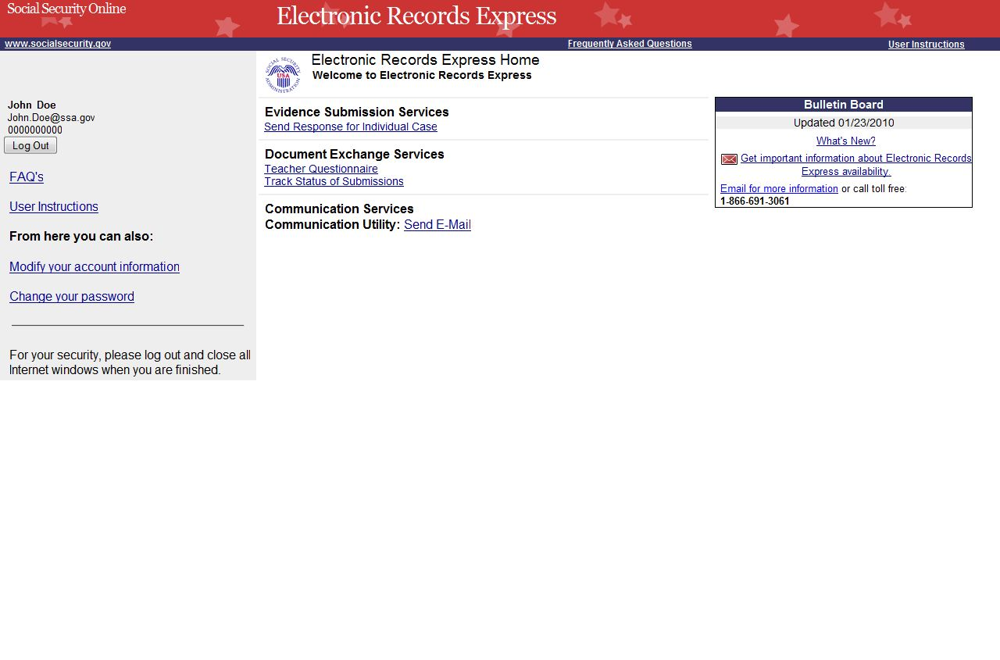 Social Security Online
Electronic Records Express
www.socialsecurity.gov
Frequently Asked Questions
User Instructions
John Doe
John.Doe@ssa.gov
0000000000
Log Out
FAQ's
User Instructions
From here you can also:
Modify your account information
Change your password
For your security, please log out and close all
Internet windows when you are finished.
SOCIAL SECURITY ADMINISTRATION
USA
Electronic Records Express Home
Welcome to Electronic Records Express
Evidence Submission Services
Send Response for Individual Case
Document Exchange Services
Teacher Questionnaire
Track Status of Submissions
Communication Services
Communication Utility: Send E-Mail
Bulletin Board
Updated 01/23/2010
What's New?
Get important information about Electronic Records
Express availability.
Email for more information or call toll free:
1-866-691-3061